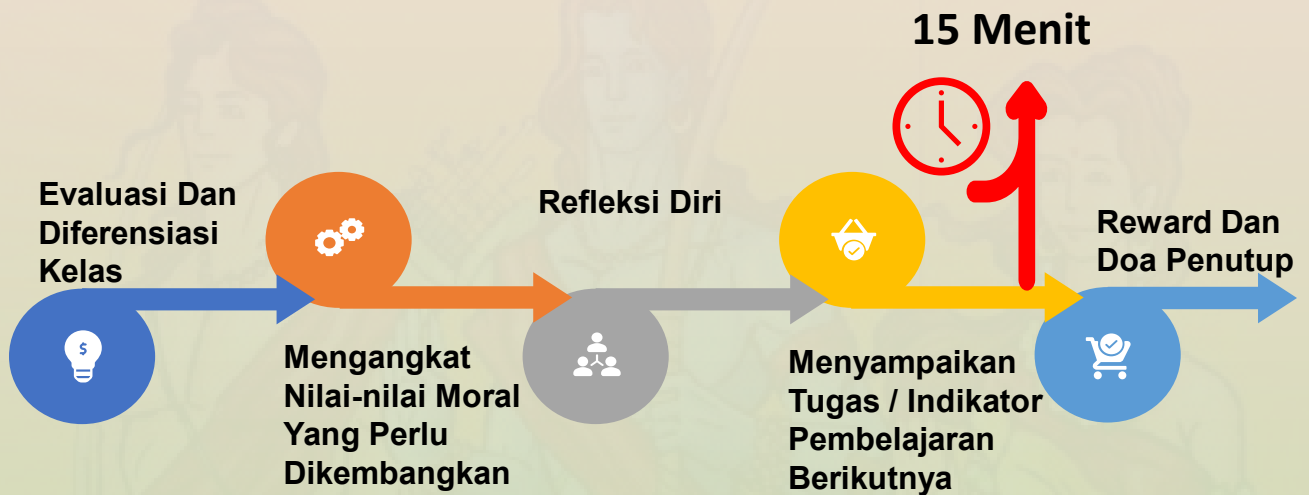 15 Menit
Evaluasi Dan
Diferensiasi
Kelas
Mengangkat
Nilai-nilai Moral
Yang Perlu
Dikembangkan
Refleksi Diri
Menyampaikan
Tugas / Indikator
Pembelajaran
Berikutnya
Reward Dan
Doa Penutup
$